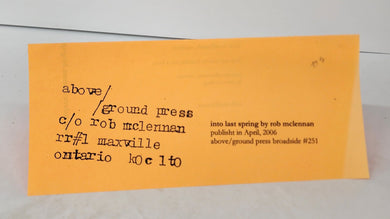 above/
/ground press
c/o rob mclennan
rr#1 maxville
ontario k0c 1t0
into last spring by rob mclennan
publisht in April, 2006
above/ground press broadside #251